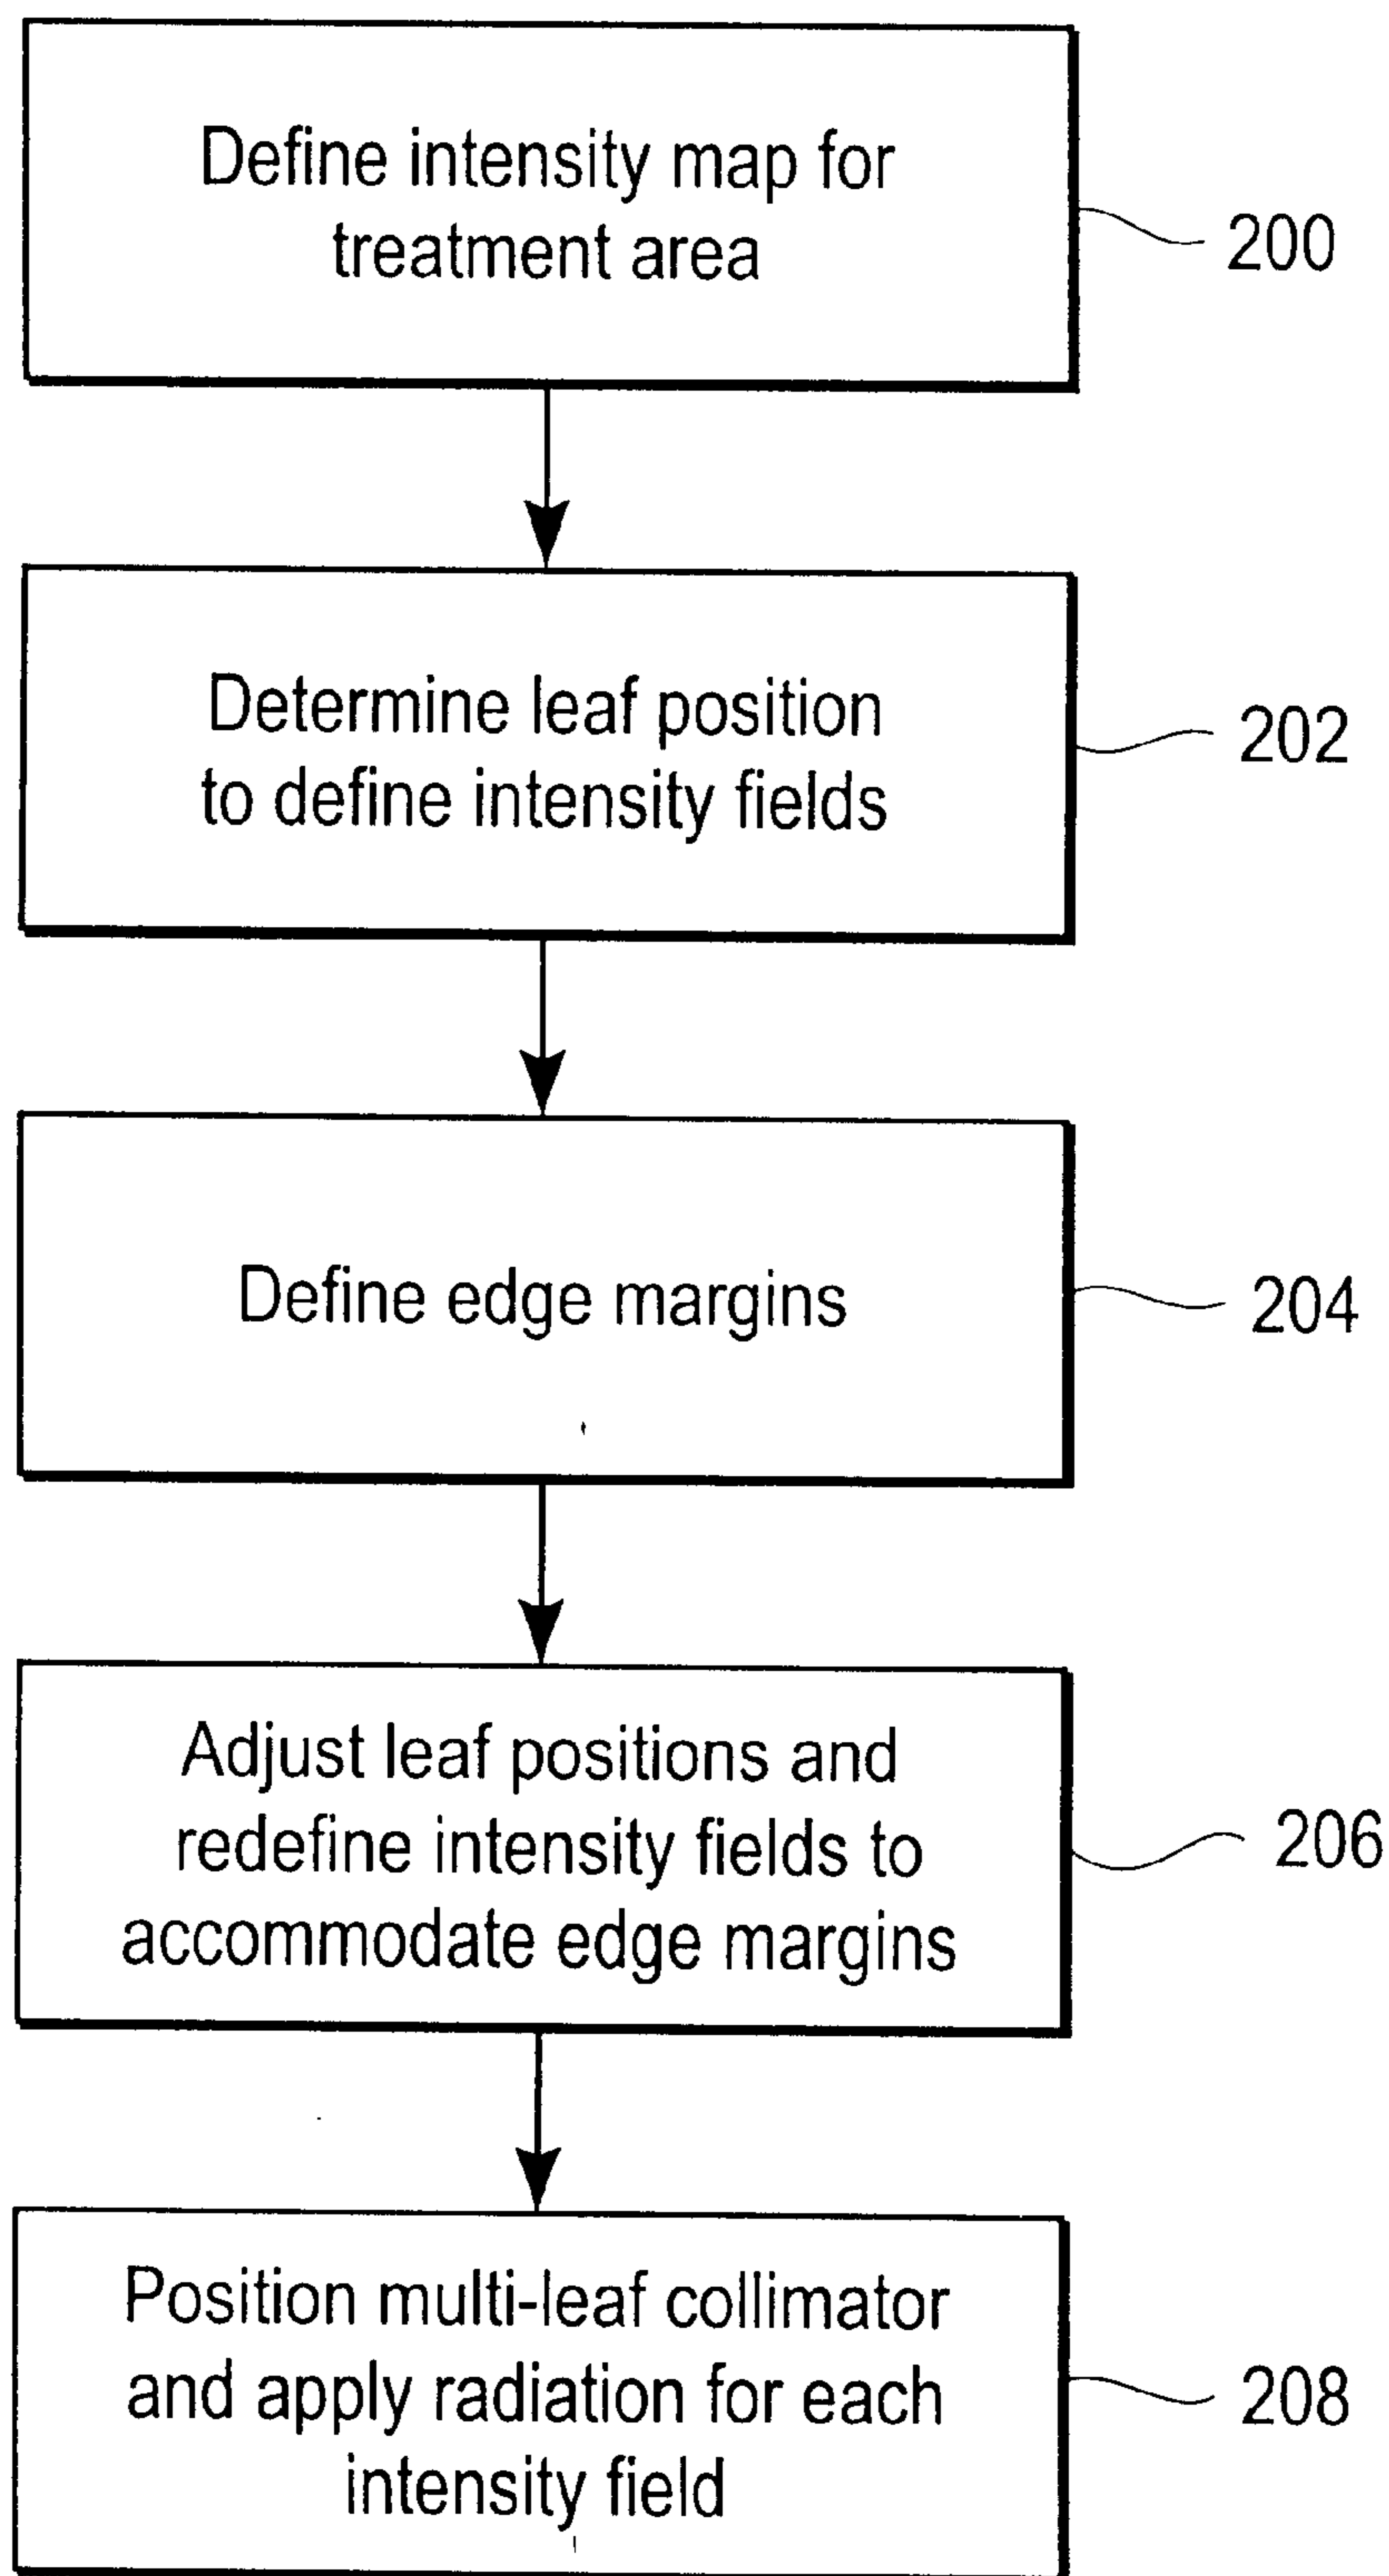 Define intensity map for
treatment area
200
Determine leaf position
to define intensity fields
202
Define edge margins
204
Adjust leaf positions and
redefine intensity fields to
accommodate edge margins
206
Position multi-leaf collimator
and apply radiation for each
intensity field
208